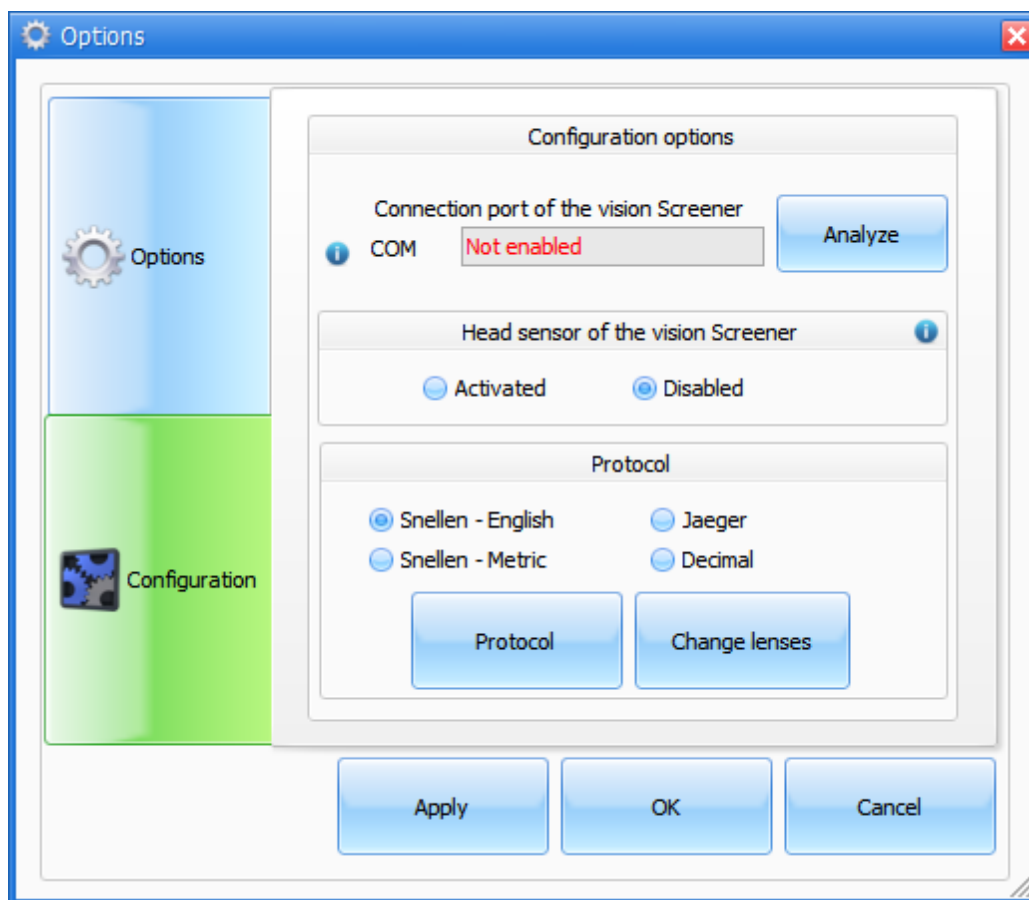 Options
Options
Configuration
Configuration options
Connection port of the vision Screener
COM Not enabled
Analyze
Head sensor of the vision Screener
Activated Disabled
Protocol
Snellen - English Jaeger
Snellen - Metric Decimal
Protocol Change lenses
Apply OK Cancel